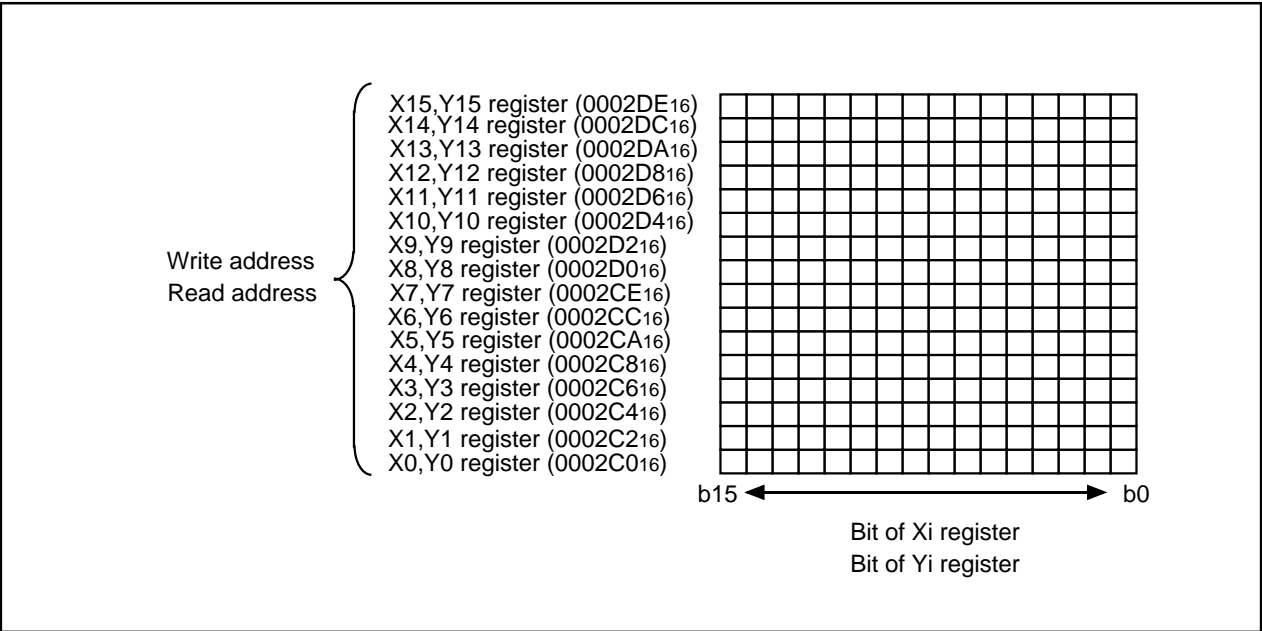 X15,Y15 register (0002DE16)
X14,Y14 register (0002DC16)
X13,Y13 register (0002DA16)
X12,Y12 register (0002D816)
X11,Y11 register (0002D616)
X10,Y10 register (0002D416)
X9,Y9 register (0002D216)
X8,Y8 register (0002D016)
X7,Y7 register (0002CE16)
X6,Y6 register (0002CC16)
X5,Y5 register (0002CA16)
X4,Y4 register (0002C816)
X3,Y3 register (0002C616)
X2,Y2 register (0002C416)
X1,Y1 register (0002C216)
X0,Y0 register (0002C016)
Write address
Read address
b15
b0
Bit of Xi register
Bit of Yi register